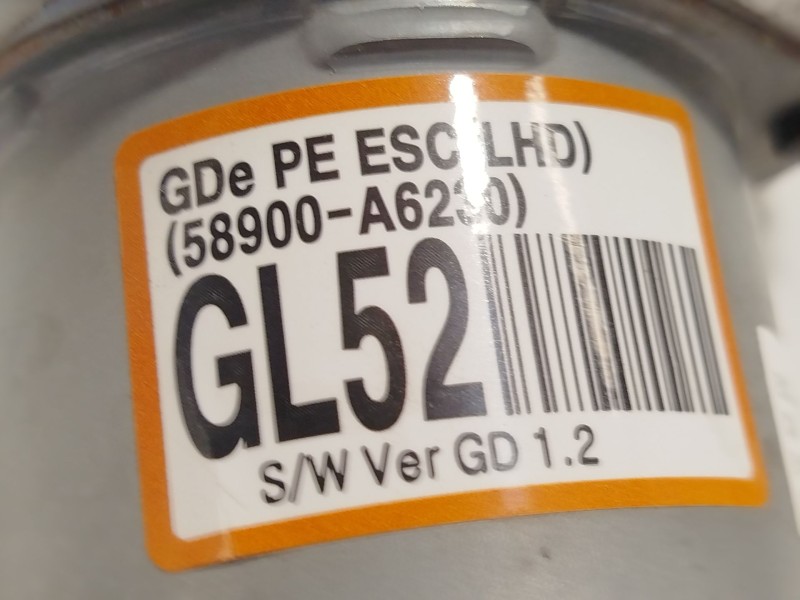 GDe PE ESC(LHD)
(58900-A6230)
GL52
S/W Ver GD 1.2